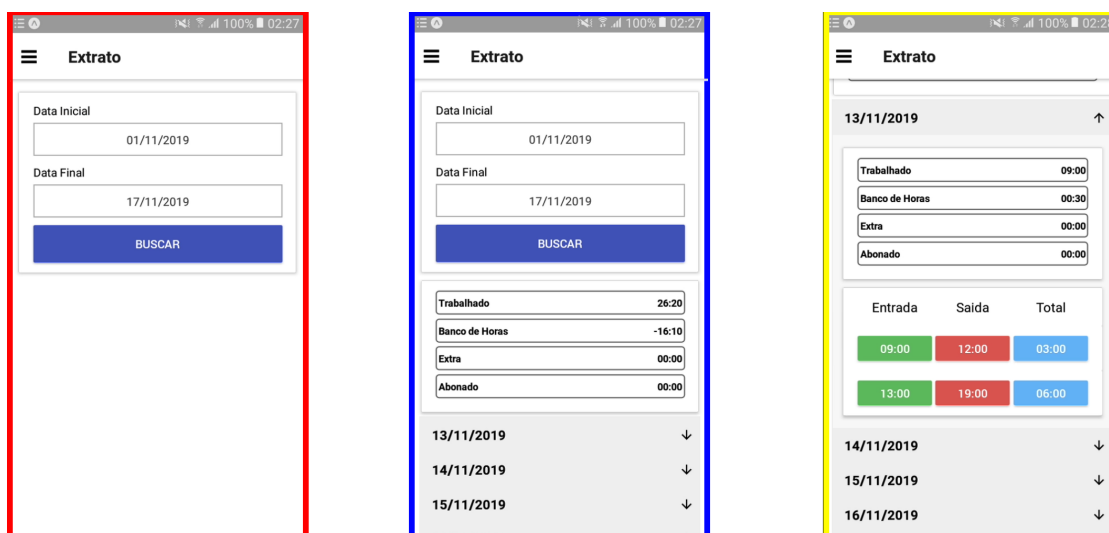 100% 02:27
Extrato
Data Inicial
01/11/2019
Data Final
17/11/2019
BUSCAR
100% 02:27
Extrato
Data Inicial
01/11/2019
Data Final
17/11/2019
BUSCAR
Trabalhado 26:20
Banco de Horas -16:10
Extra 00:00
Abonado 00:00
13/11/2019
14/11/2019
15/11/2019
100%
Extrato
13/11/2019
Trabalhado 09:00
Banco de Horas 00:30
Extra 00:00
Abonado 00:00
Entrada Saida Total
09:00 12:00 03:00
13:00 19:00 06:00
14/11/2019
15/11/2019
16/11/2019